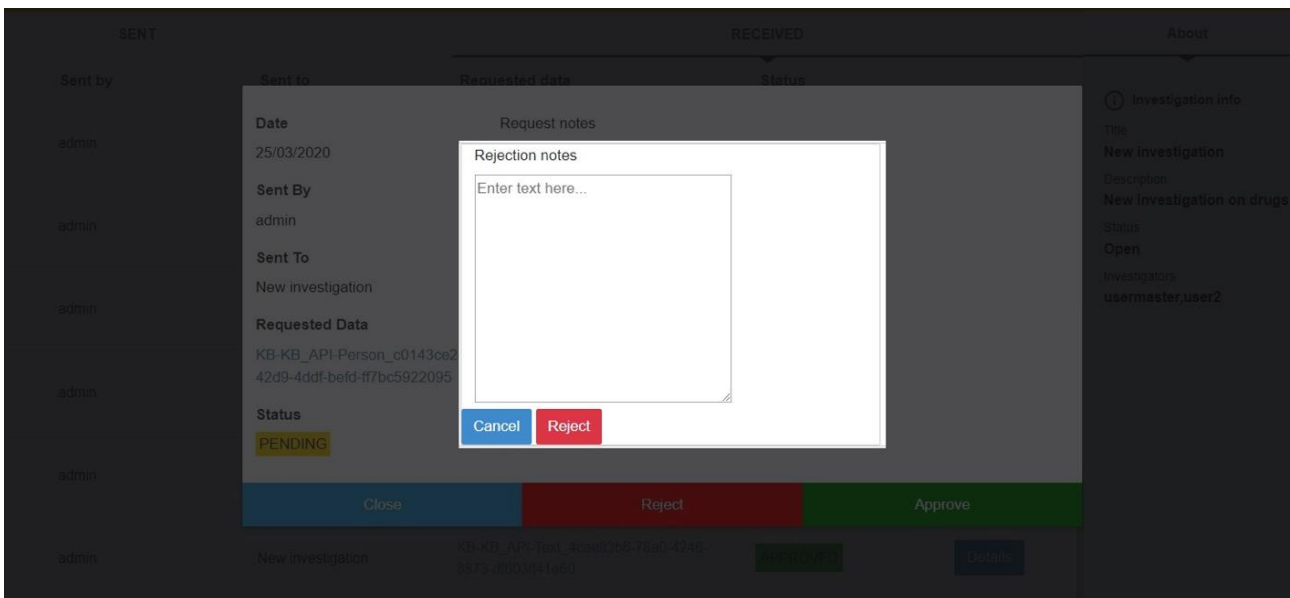 SENT
RECEIVED
About
Sent by
Sent to
Requested data
Status
Investigation info
Title
New investigation
Description
New investigation on drugs
Status
Open
Investigators
usermaster,user2
admin
admin
admin
admin
admin
Date
25/03/2020
Sent By
admin
Sent To
New investigation
Requested Data
KB-KB_API-Person_c0143ce2
42d9-4ddf-befd-ff7bc5922095
Status
PENDING
Request notes
Rejection notes
Enter text here...
Cancel
Reject
Close
Reject
Approve
admin
New investigation
APPROVED
Details